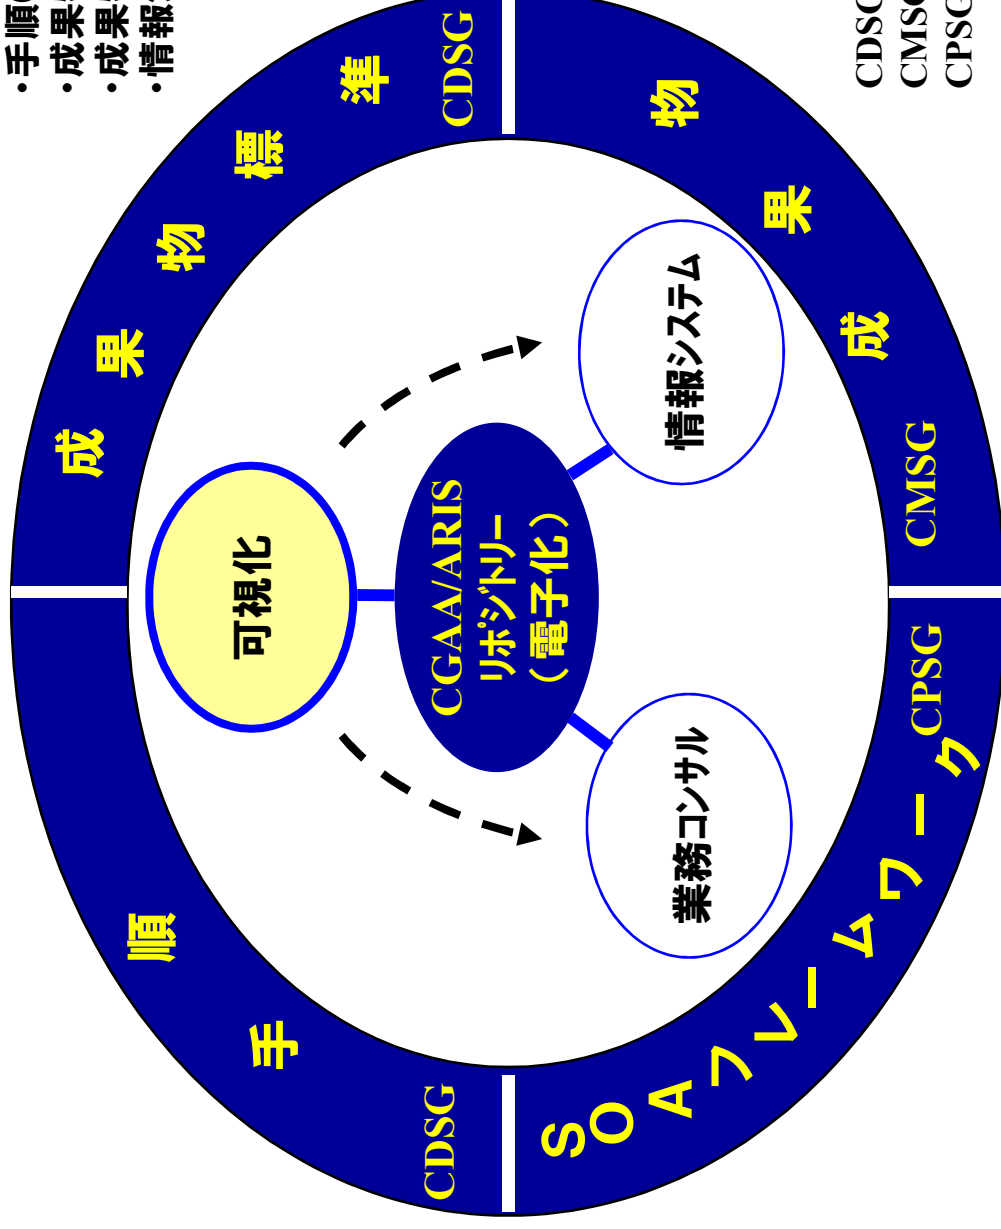 ・手順
・成果
・成果
・情報
手順
成果物標準
CDSG
CDSG
可視化
CGAA/ARIS
リポジトリー
(電子化)
業務コンサル
情報システム
SOAフレームワーク
CPSG
CMSG
成果物
CDSG
CMSG
CPSG